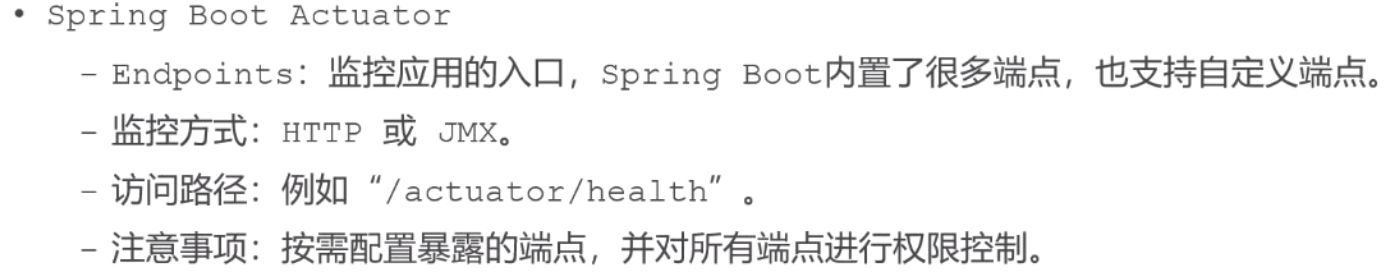 • Spring Boot Actuator
– Endpoints：监控应用的入口，Spring Boot内置了很多端点，也支持自定义端点。
– 监控方式：HTTP 或 JMX。
– 访问路径：例如“/actuator/health”。
– 注意事项：按需配置暴露的端点，并对所有端点进行权限控制。